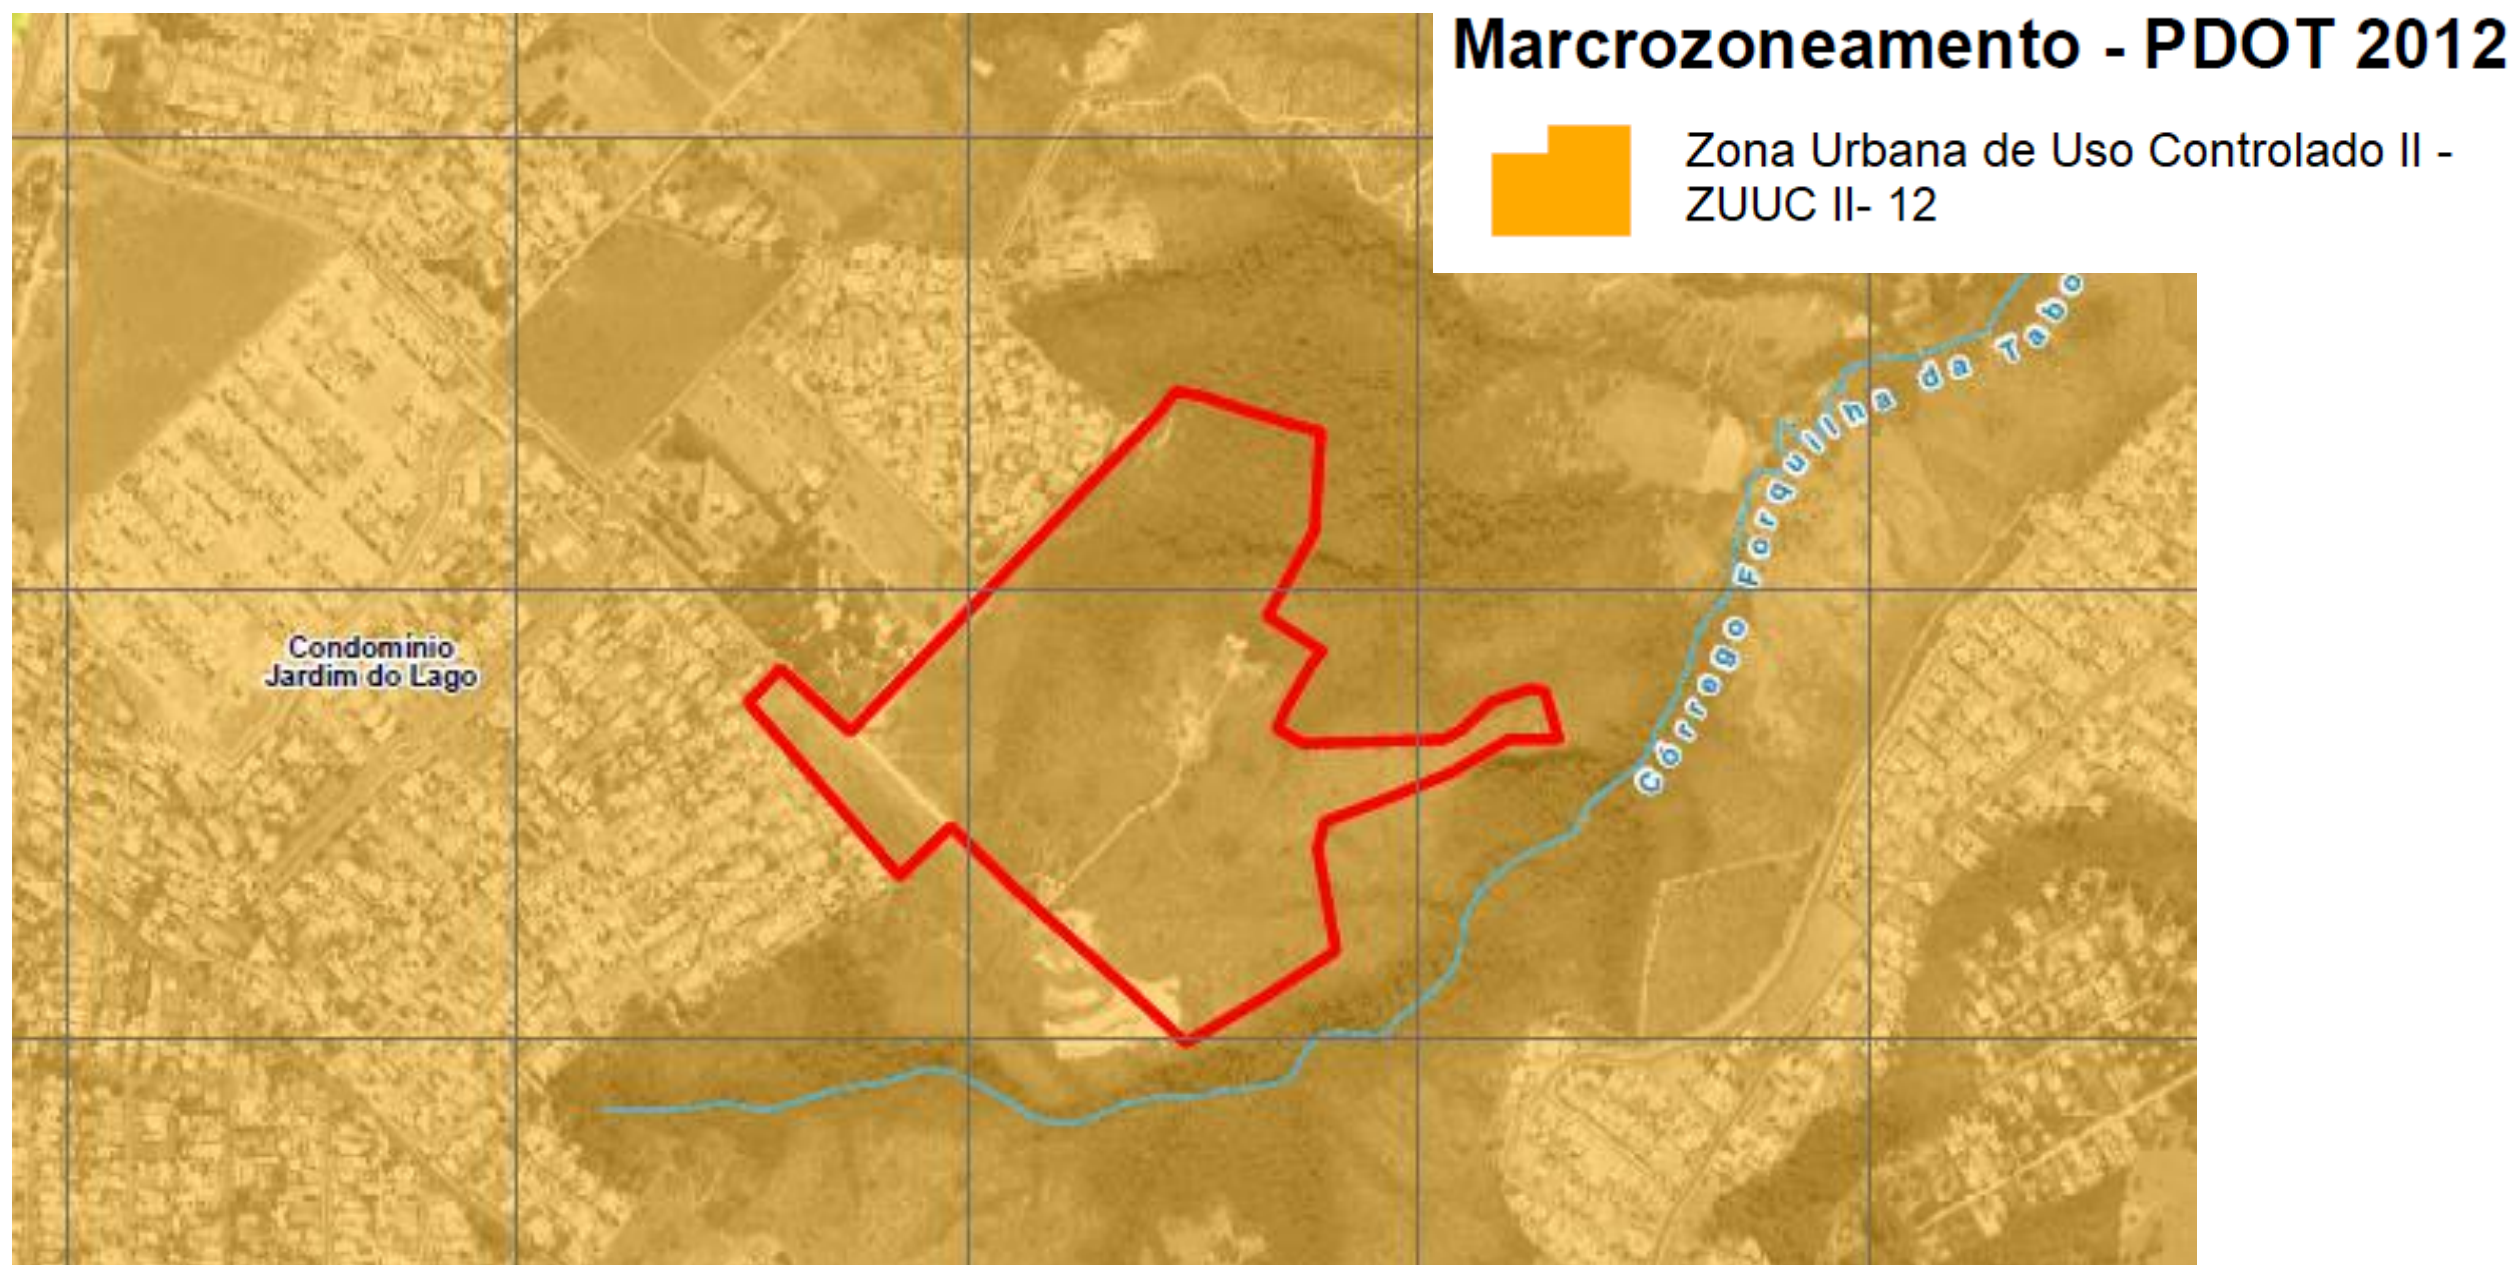 Marcrozoneamento - PDOT 2012
Zona Urbana de Uso Controlado II -
ZUUC II- 12
Córrego Forquilha da Tabo
Condomínio
Jardim do Lago